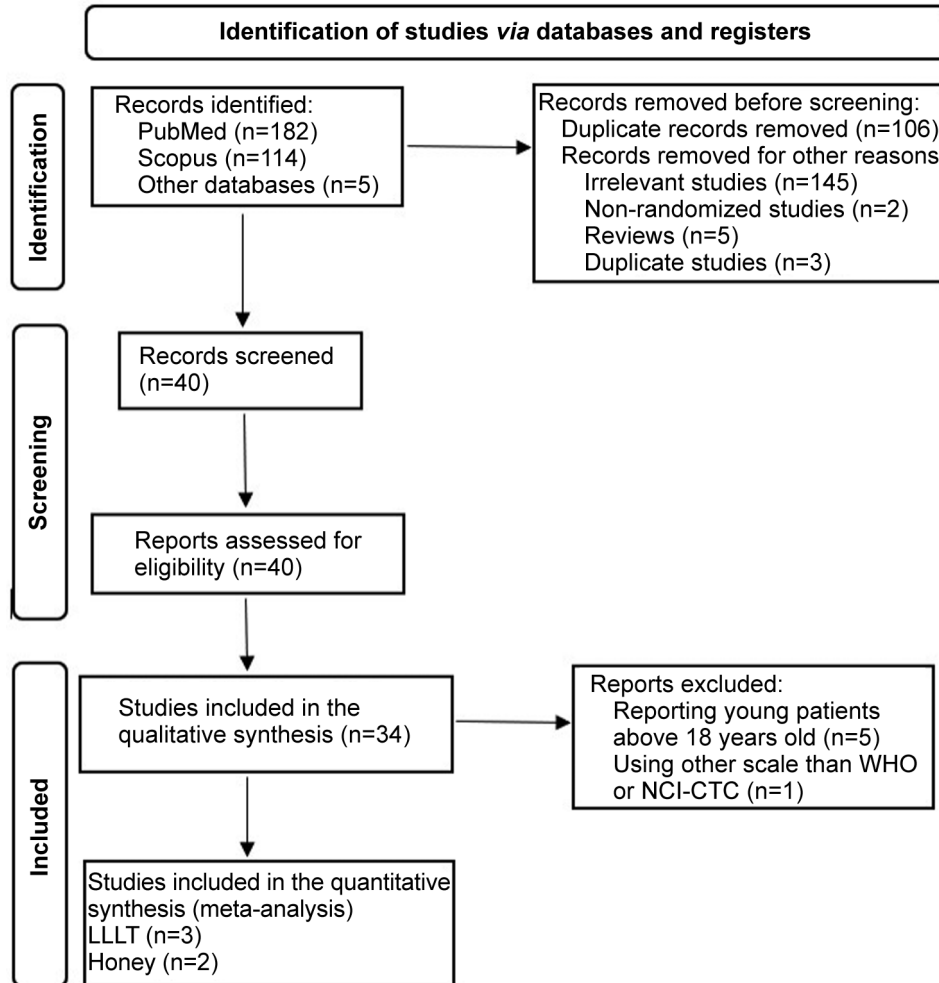 Identification of studies via databases and registers
Identification
Records identified:
PubMed (n=182)
Scopus (n=114)
Other databases (n=5)
Records removed before screening:
Duplicate records removed (n=106)
Records removed for other reasons
Irrelevant studies (n=145)
Non-randomized studies (n=2)
Reviews (n=5)
Duplicate studies (n=3)
Screening
Records screened
(n=40)
Reports assessed for
eligibility (n=40)
Included
Studies included in the
qualitative synthesis (n=34)
Reports excluded:
Reporting young patients
above 18 years old (n=5)
Using other scale than WHO
or NCI-CTC (n=1)
Studies included in the quantitative
synthesis (meta-analysis)
LLLT (n=3)
Honey (n=2)